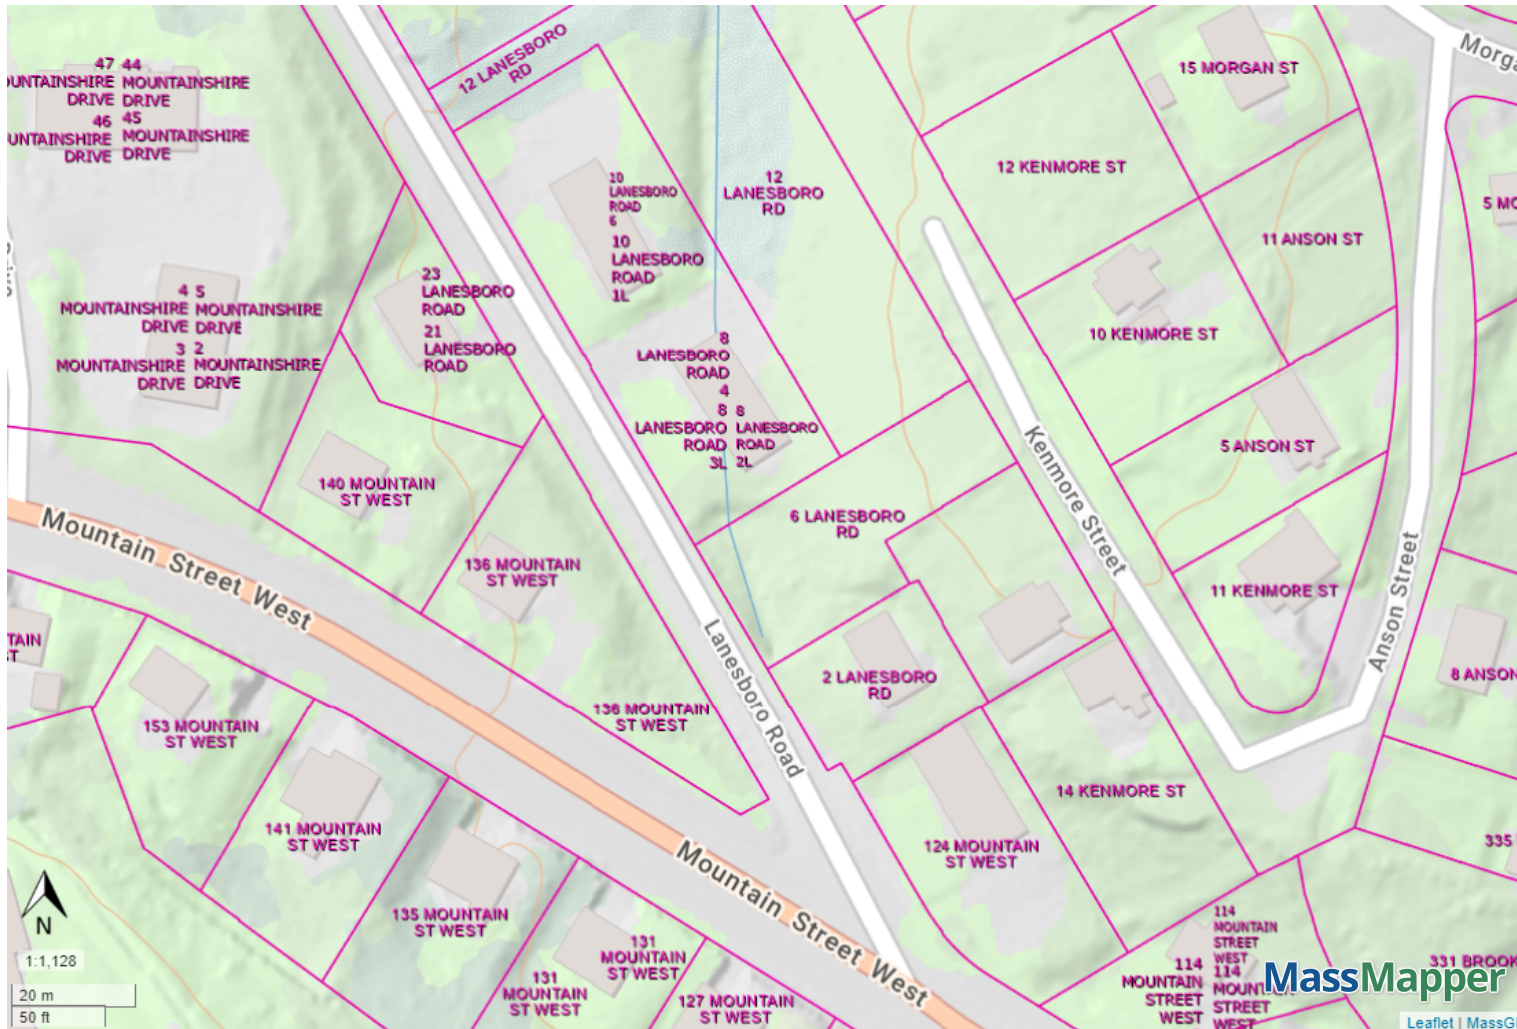 47
44
OUNTAINSHIRE
DRIVE
MOUNTAINSHIRE
DRIVE
46
45
OUNTAINSHIRE
DRIVE
MOUNTAINSHIRE
DRIVE
12 LANESBORO
RD
15 MORGAN ST
Morga
12 KENMORE ST
5 MO
11 ANSON ST
12
LANESBORO
RD
10
LANESBORO
ROAD
6
10
LANESBORO
ROAD
1L
23
LANESBORO
ROAD
21
LANESBORO
ROAD
4
MOUNTAINSHIRE
DRIVE
5
MOUNTAINSHIRE
DRIVE
3
MOUNTAINSHIRE
DRIVE
2
MOUNTAINSHIRE
DRIVE
10 KENMORE ST
8
LANESBORO
ROAD
4
8
LANESBORO
ROAD
3L
8
LANESBORO
ROAD
2L
5 ANSON ST
140 MOUNTAIN
ST WEST
Mountain Street West
136 MOUNTAIN
ST WEST
6 LANESBORO
RD
Kenmore Street
11 KENMORE ST
Anson Street
TAIN
ST
2 LANESBORO
RD
8 ANSON
Lanesboro Road
136 MOUNTAIN
ST WEST
153 MOUNTAIN
ST WEST
14 KENMORE ST
141 MOUNTAIN
ST WEST
124 MOUNTAIN
ST WEST
335
Mountain Street West
135 MOUNTAIN
ST WEST
131
MOUNTAIN
ST WEST
131
MOUNTAIN
ST WEST
127 MOUNTAIN
ST WEST
114
MOUNTAIN
STREET
WEST
114
MOUNTAIN
STREET
WEST
114
STREET
WEST
331 BROOK
MassMapper
N
1:1,128
20 m
50 ft
Leaflet | MassG